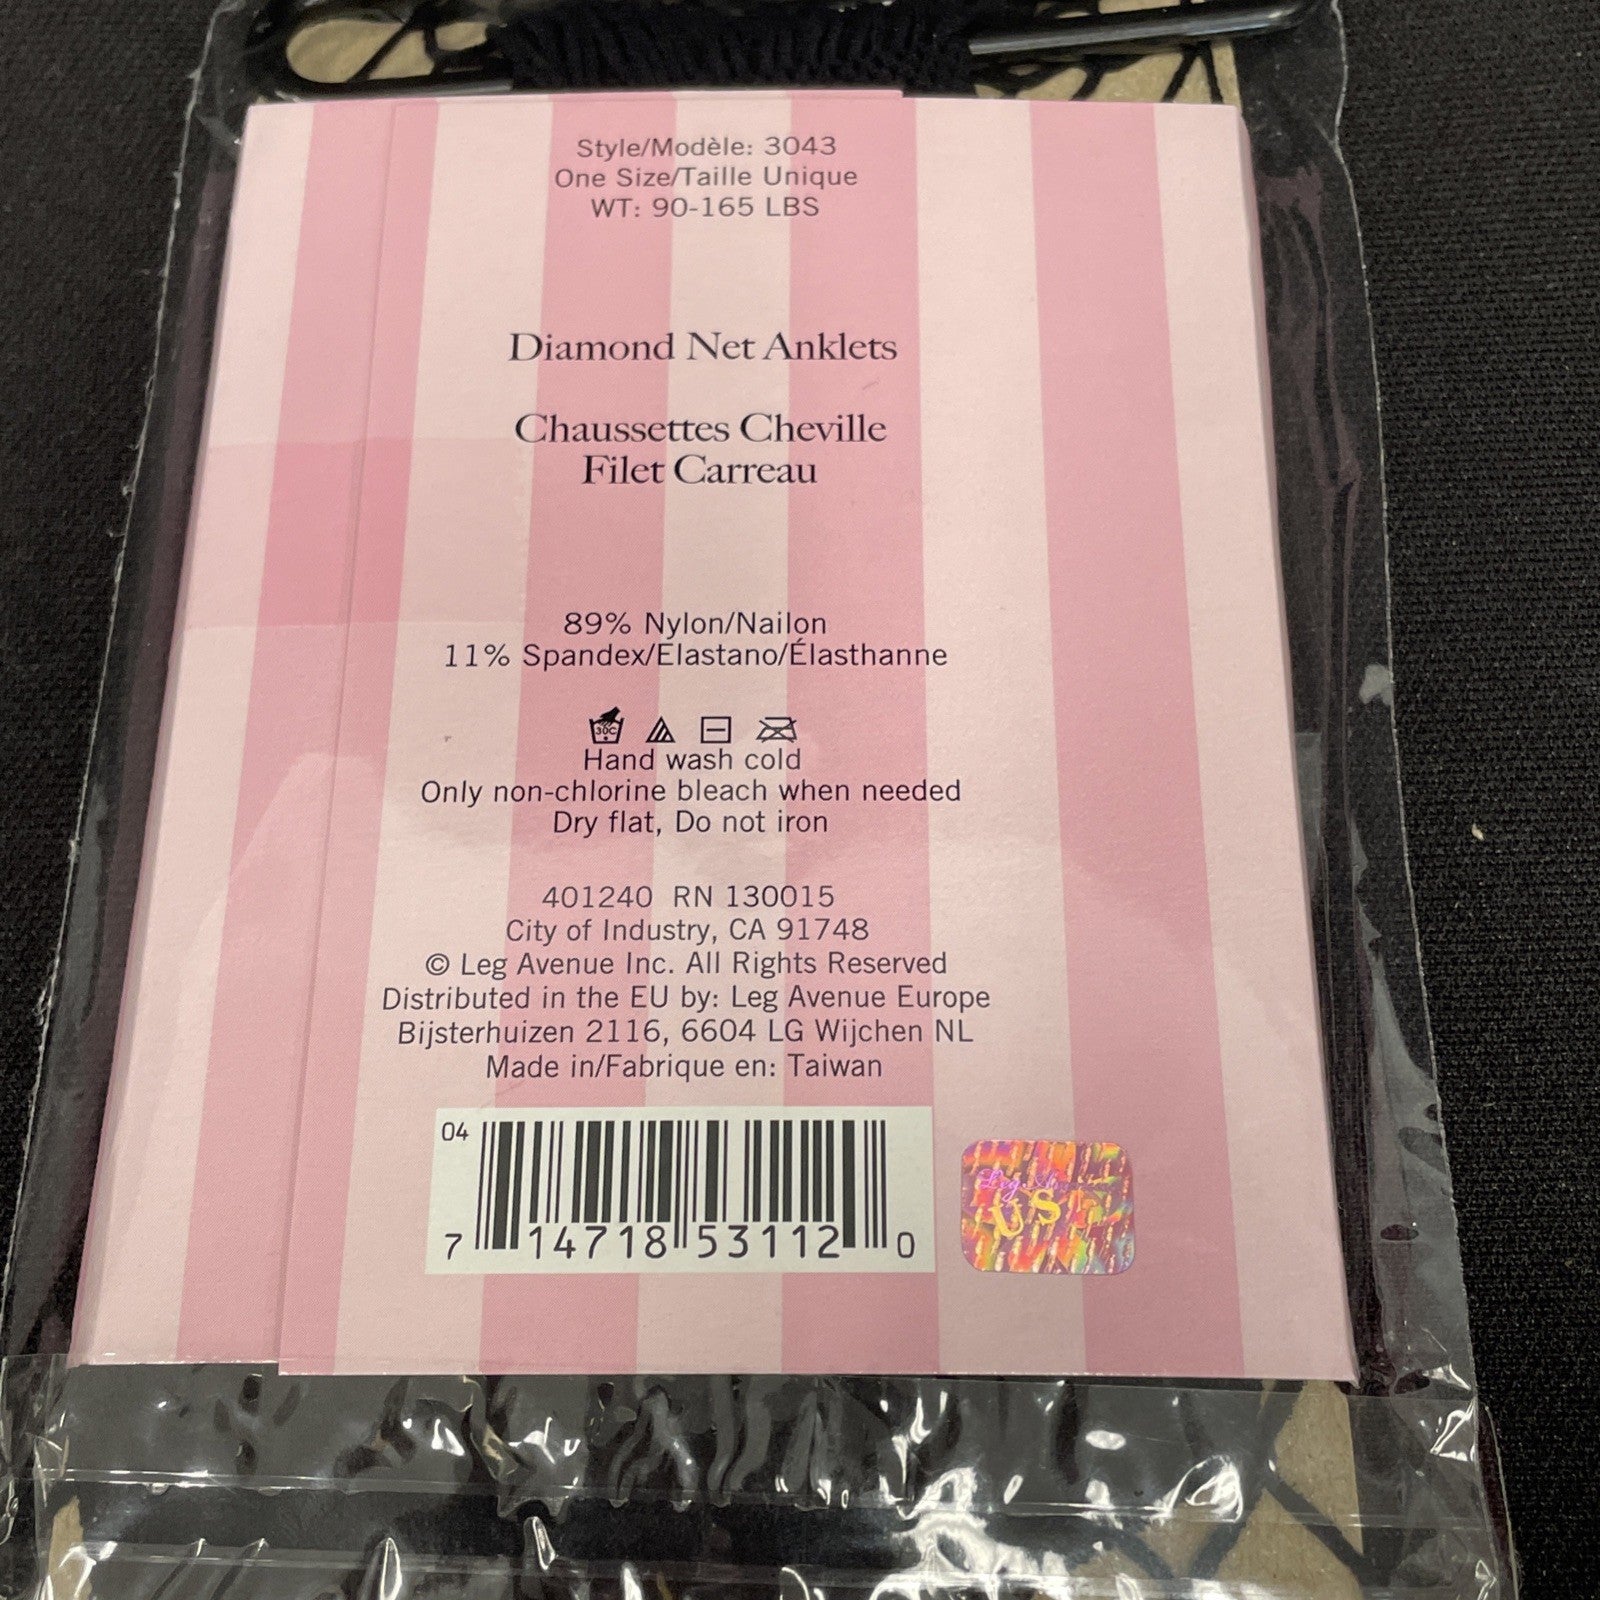 Style/Modèle: 3043
One Size/Taille Unique
WT: 90-165 LBS
Diamond Net Anklets
Chaussettes Cheville
Filet Carreau
89% Nylon/Nailon
11% Spandex/Elastano/Élasthanne
30C
Hand wash cold
Only non-chlorine bleach when needed
Dry flat, Do not iron
401240 RN 130015
City of Industry, CA 91748
© Leg Avenue Inc. All Rights Reserved
Distributed in the EU by: Leg Avenue Europe
Bijsterhuizen 2116, 6604 LG Wijchen NL
Made in/Fabrique en: Taiwan
04
7 14718 53112 0
Leg